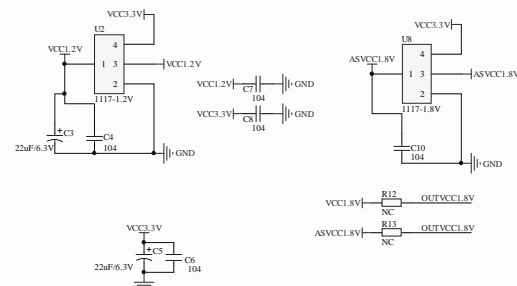 VCC3.3V
U2
VCC1.2V
4
1
3
VCC1.2V
2
1117-1.2V
C3
22uF/6.3V
C4
104
GND
VCC1.2V
C7
104
GND
VCC3.3V
C8
104
GND
VCC3.3V
U8
ASVCC1.8V
4
1
3
ASVCC1.8V
2
1117-1.8V
C10
104
GND
VCC1.8V
R12
NC
OUTVCC1.8V
ASVCC1.8V
R13
NC
OUTVCC1.8V
VCC3.3V
C5
22uF/6.3V
C6
104